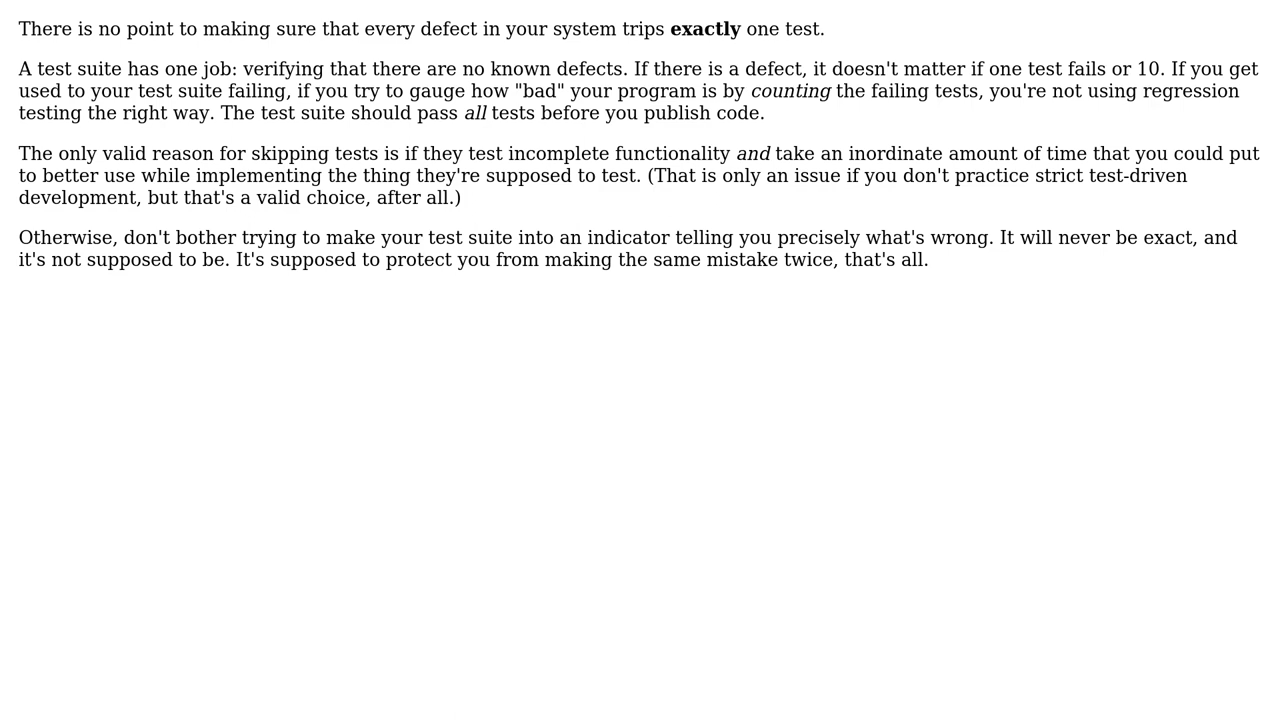 There is no point to making sure that every defect in your system trips exactly one test.
A test suite has one job: verifying that there are no known defects. If there is a defect, it doesn't matter if one test fails or 10. If you get
used to your test suite failing, if you try to gauge how "bad" your program is by counting the failing tests, you're not using regression
testing the right way. The test suite should pass all tests before you publish code.
The only valid reason for skipping tests is if they test incomplete functionality and take an inordinate amount of time that you could put
to better use while implementing the thing they're supposed to test. (That is only an issue if you don't practice strict test-driven
development, but that's a valid choice, after all.)
Otherwise, don't bother trying to make your test suite into an indicator telling you precisely what's wrong. It will never be exact, and
it's not supposed to be. It's supposed to protect you from making the same mistake twice, that's all.